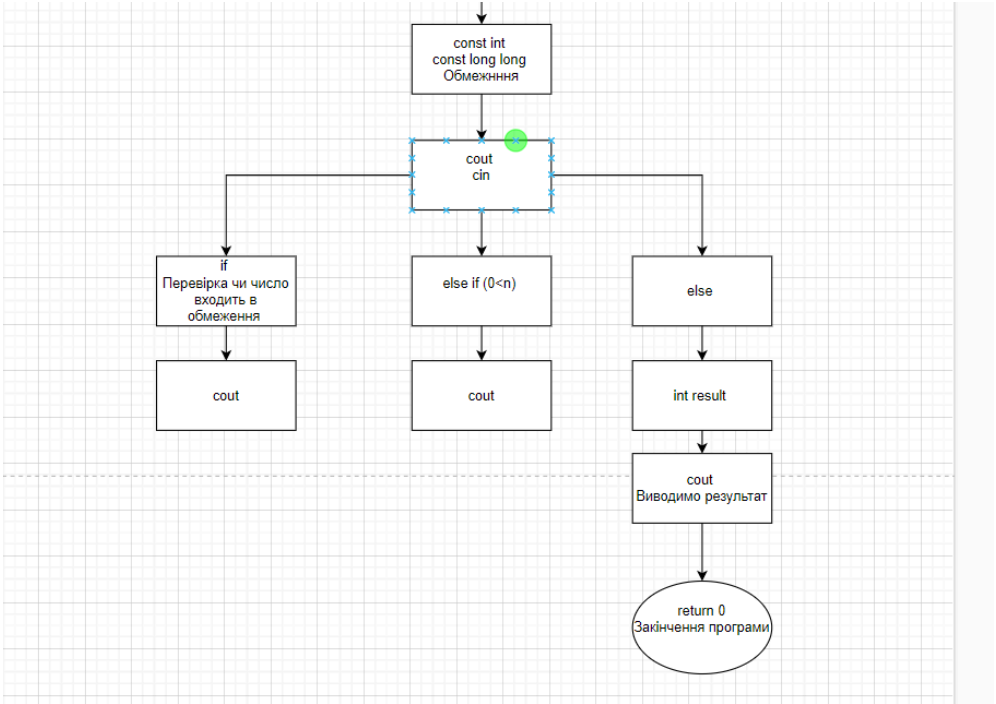 const int
const long long
Обмежнння
cout
cin
if
Перевірка чи число
входить в
обмеження
else if (0<n)
else
cout
cout
int result
cout
Виводимо результат
return 0
Закінчення програми